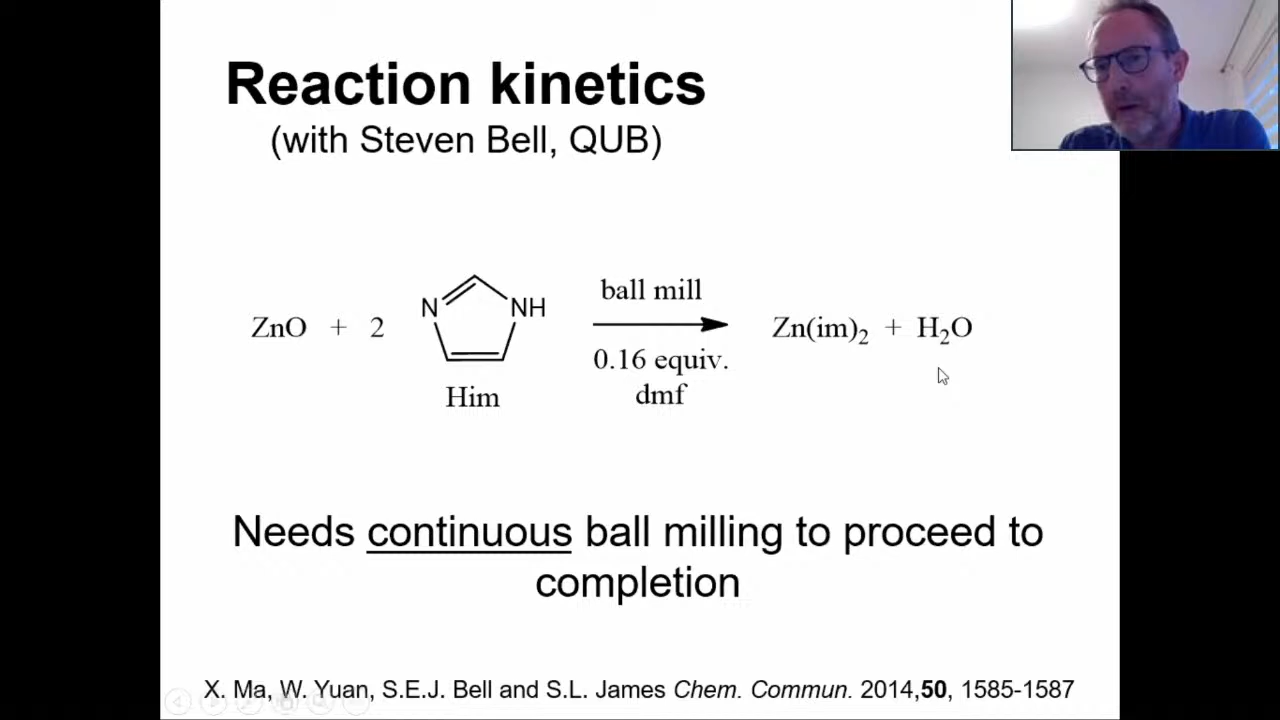 Reaction kinetics
(with Steven Bell, QUB)
ball mill
N NH
ZnO + 2 Zn(im)₂ + H₂O
0.16 equiv.
Him dmf
Needs continuous ball milling to proceed to
completion
X. Ma, W. Yuan, S.E.J. Bell and S.L. James Chem. Commun. 2014,50, 1585-1587